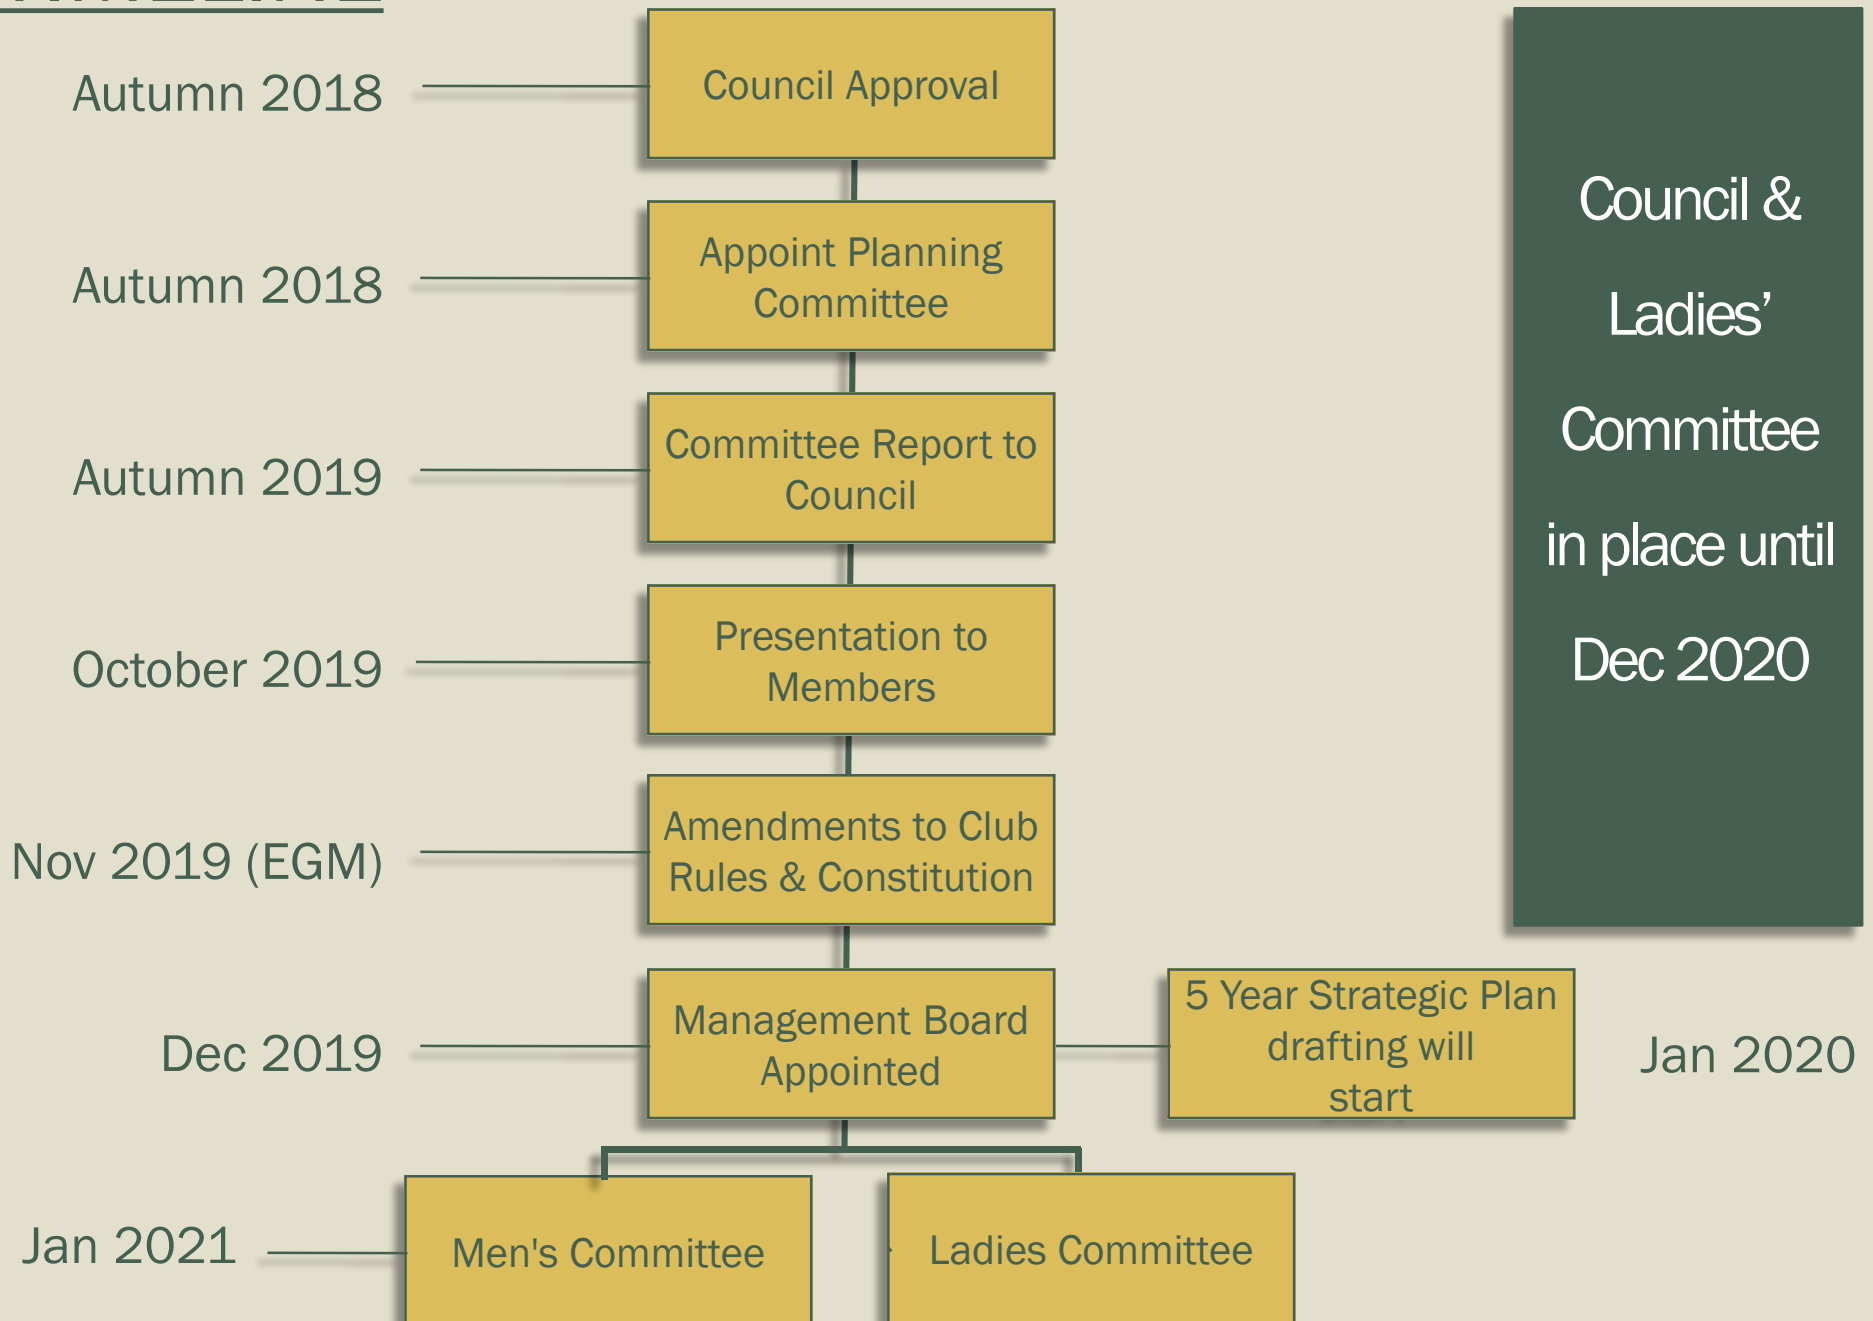 Autumn 2018
Council Approval
Autumn 2018
Appoint Planning
Committee
Autumn 2019
Committee Report to
Council
October 2019
Presentation to
Members
Nov 2019 (EGM)
Amendments to Club
Rules & Constitution
Dec 2019
Management Board
Appointed
5 Year Strategic Plan
drafting will
start
Jan 2020
Jan 2021
Men's Committee
Ladies Committee
Council &
Ladies’
Committee
in place until
Dec 2020